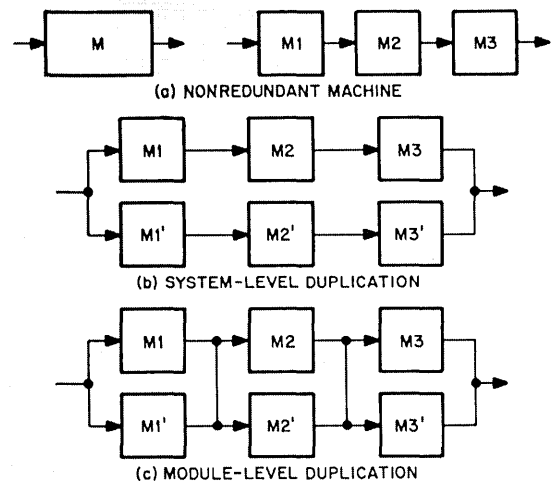 M M1 M2 M3
(a) NONREDUNDANT MACHINE
M1 M2 M3
M1' M2' M3'
(b) SYSTEM-LEVEL DUPLICATION
M1 M2 M3
M1' M2' M3'
(c) MODULE-LEVEL DUPLICATION